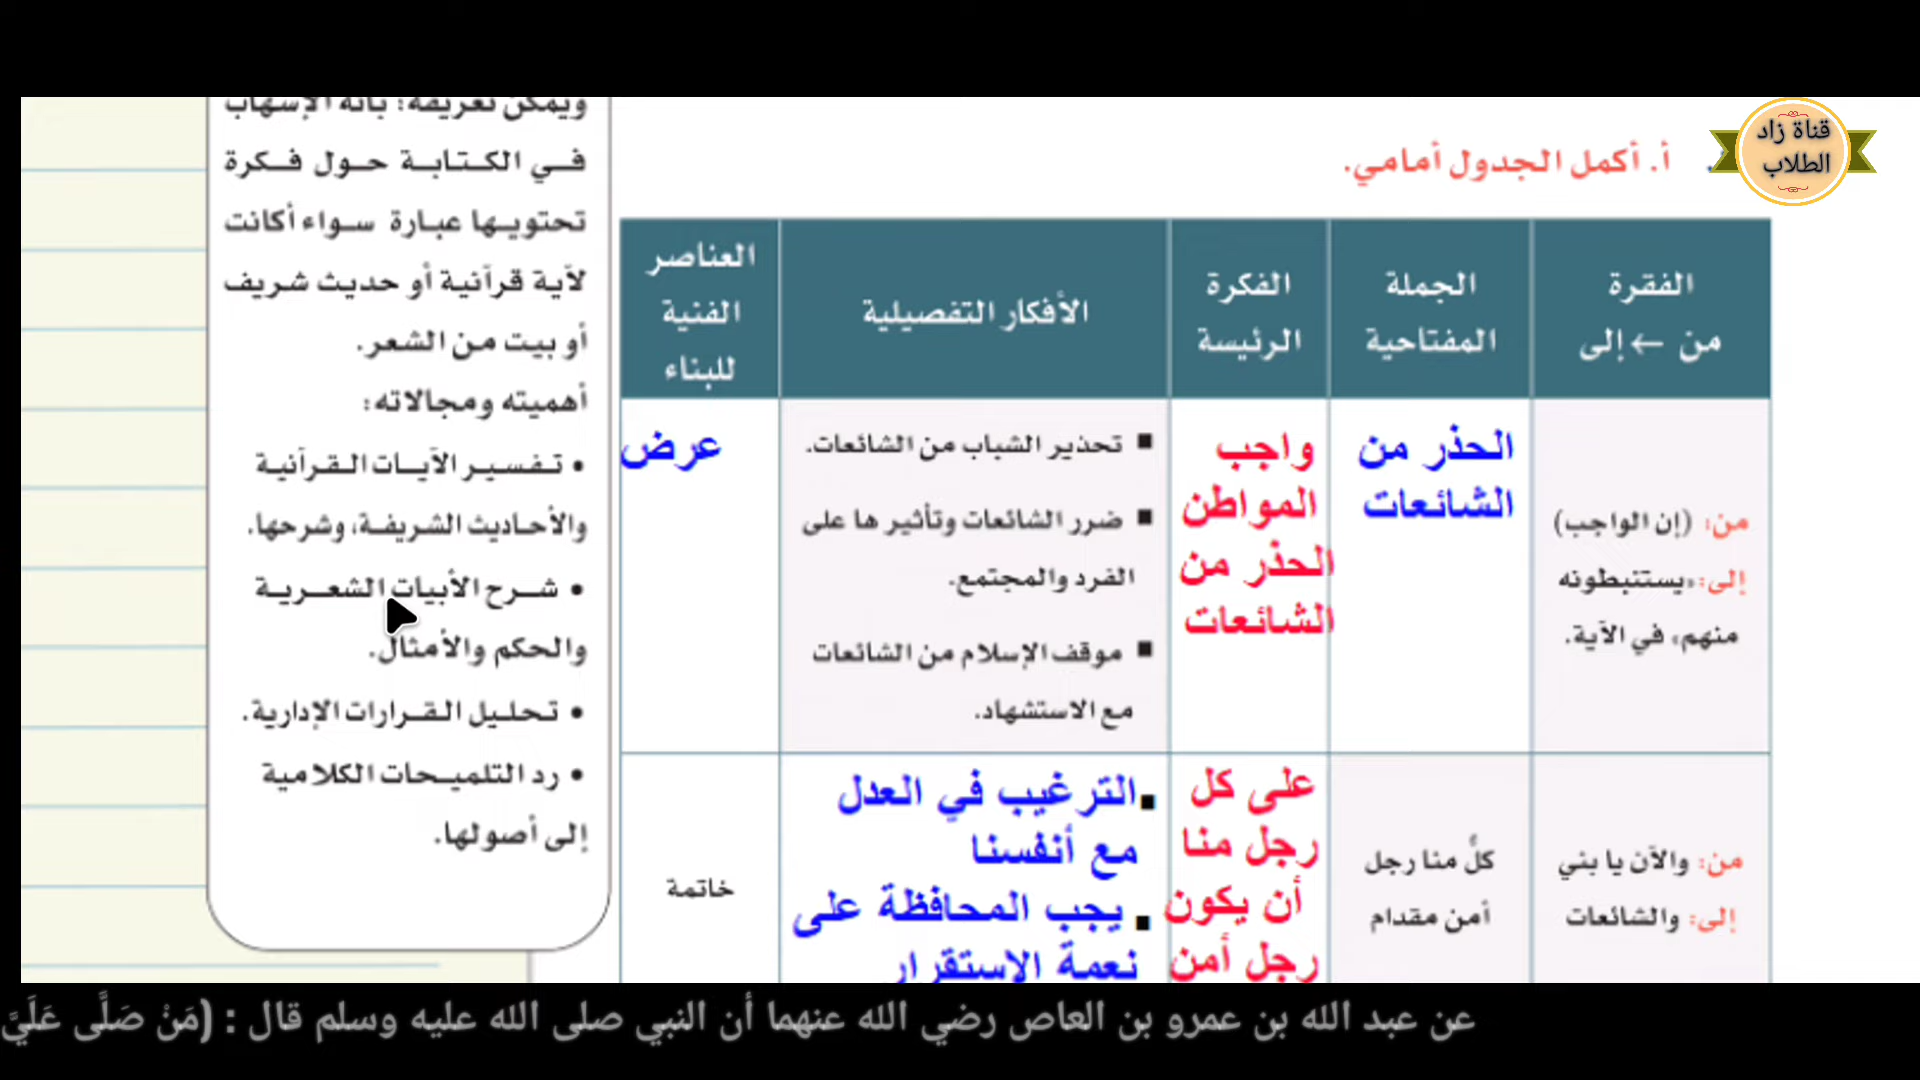 قناة زاد
الطلاب
أ. أكمل الجدول أمامي.
الفقرة
من ← إلى
الجملة
المفتاحية
الفكرة
الرئيسة
الأفكار التفصيلية
العناصر
الفنية
للبناء
من: (إن الواجب)
إلى: «يستنبطونه
منهم» في الآية.
الحذر من
الشائعات
واجب
المواطن
الحذر من
الشائعات
▪ تحذير الشباب من الشائعات.
▪ ضرر الشائعات وتأثير ها على
الفرد والمجتمع.
▪ موقف الإسلام من الشائعات
مع الاستشهاد.
عرض
من: والآن يا بني
إلى: والشائعات
كلُّ منا رجل
أمن مقدام
على كل
رجل منا
أن يكون
رجل أمن
▪ الترغيب في العدل
مع أنفسنا
▪ يجب المحافظة على
نعمة الاستقرار
خاتمة
ويمكن تعريفه: بأنه الإسهاب
في الكتابة حول فكرة
تحتويها عبارة سواء أكانت
لآية قرآنية أو حديث شريف
أو بيت من الشعر.
أهميته ومجالاته:
• تفسير الآيات القرآنية
والأحاديث الشريفة، وشرحها.
• شرح الأبيات الشعرية
والحكم والأمثال.
• تحليل القرارات الإدارية.
• رد التلميحات الكلامية
إلى أصولها.
عن عبد الله بن عمرو بن العاص رضي الله عنهما أن النبي صلى الله عليه وسلم قال : (مَنْ صَلَّى عَلَيَّ